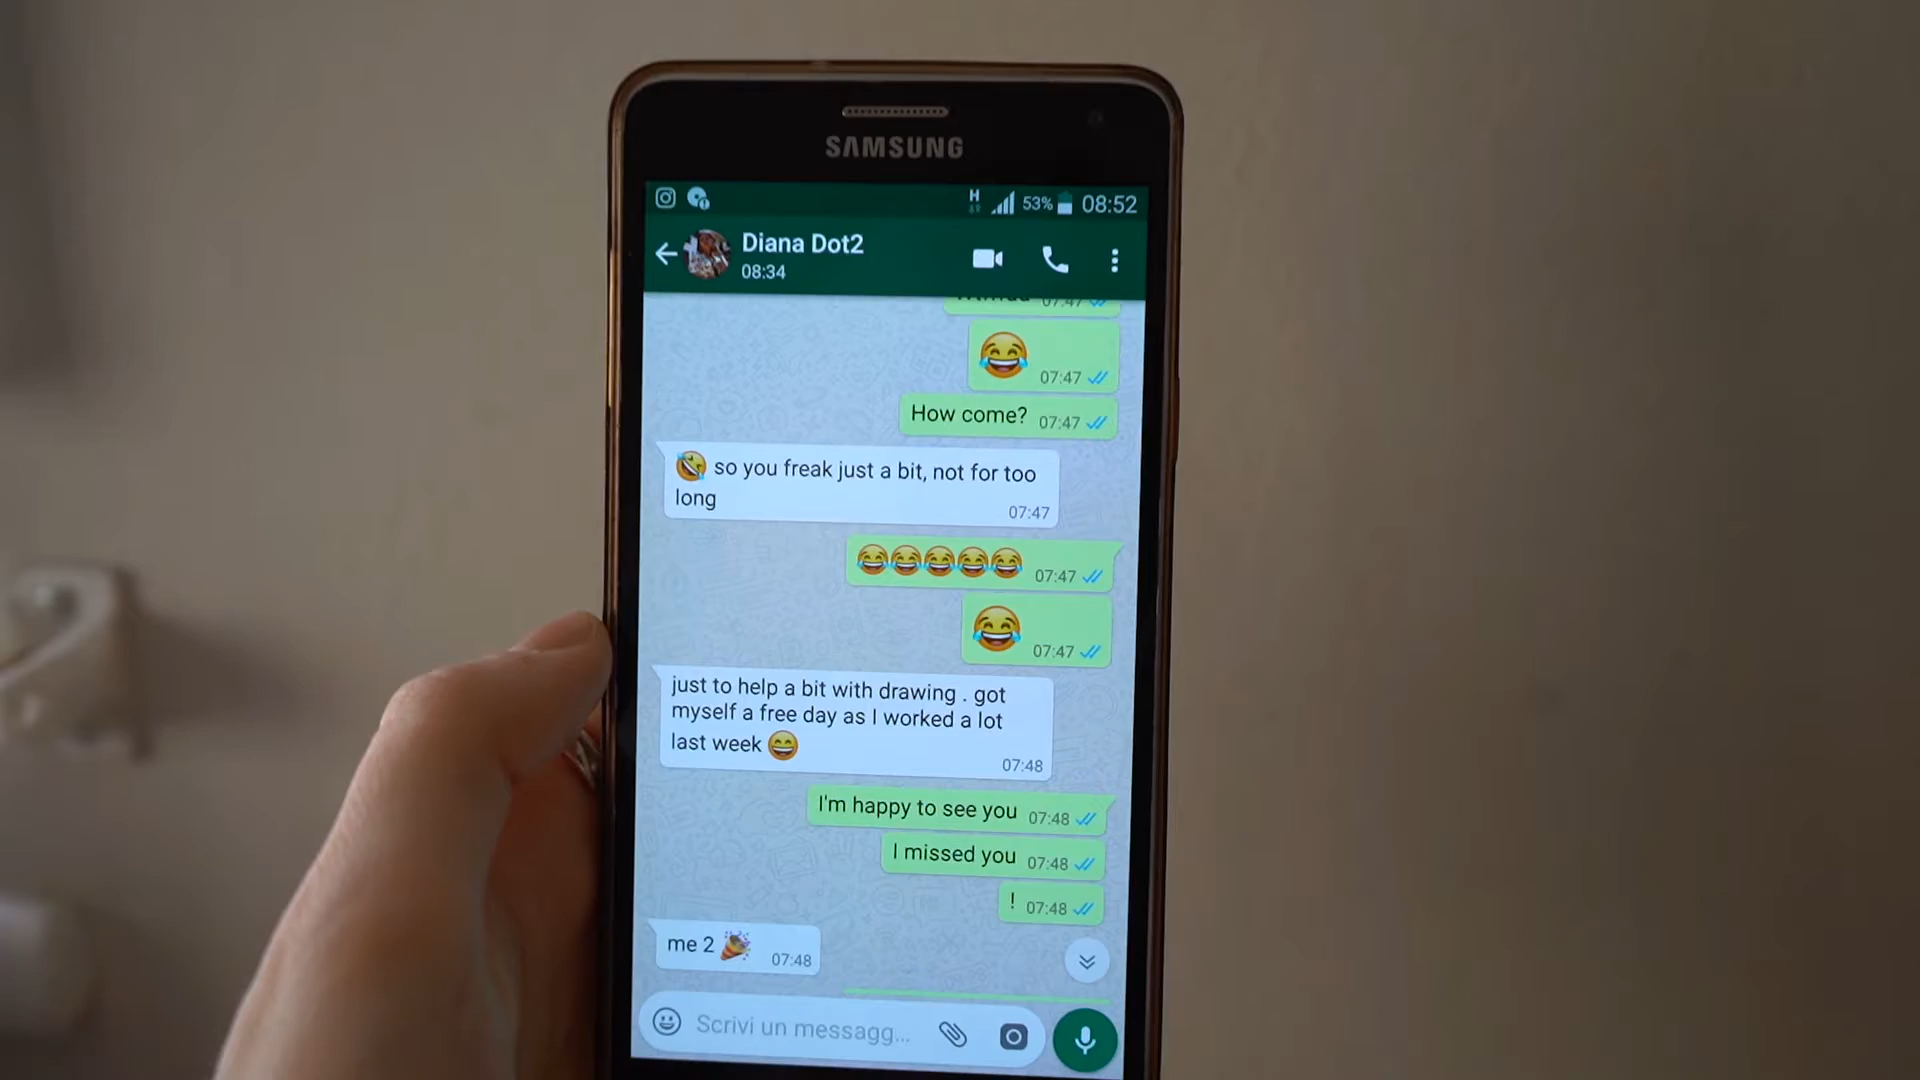 SAMSUNG
H 53% 08:52
Diana Dot2
08:34
07:47
😂 07:47
How come? 07:47
🤣 so you freak just a bit, not for too
long
07:47
😂😂😂😂😂 07:47
😂 07:47
just to help a bit with drawing . got
myself a free day as I worked a lot
last week 😄
07:48
I'm happy to see you 07:48
I missed you 07:48
! 07:48
me 2 🎉 07:48
Scrivi un messagg...